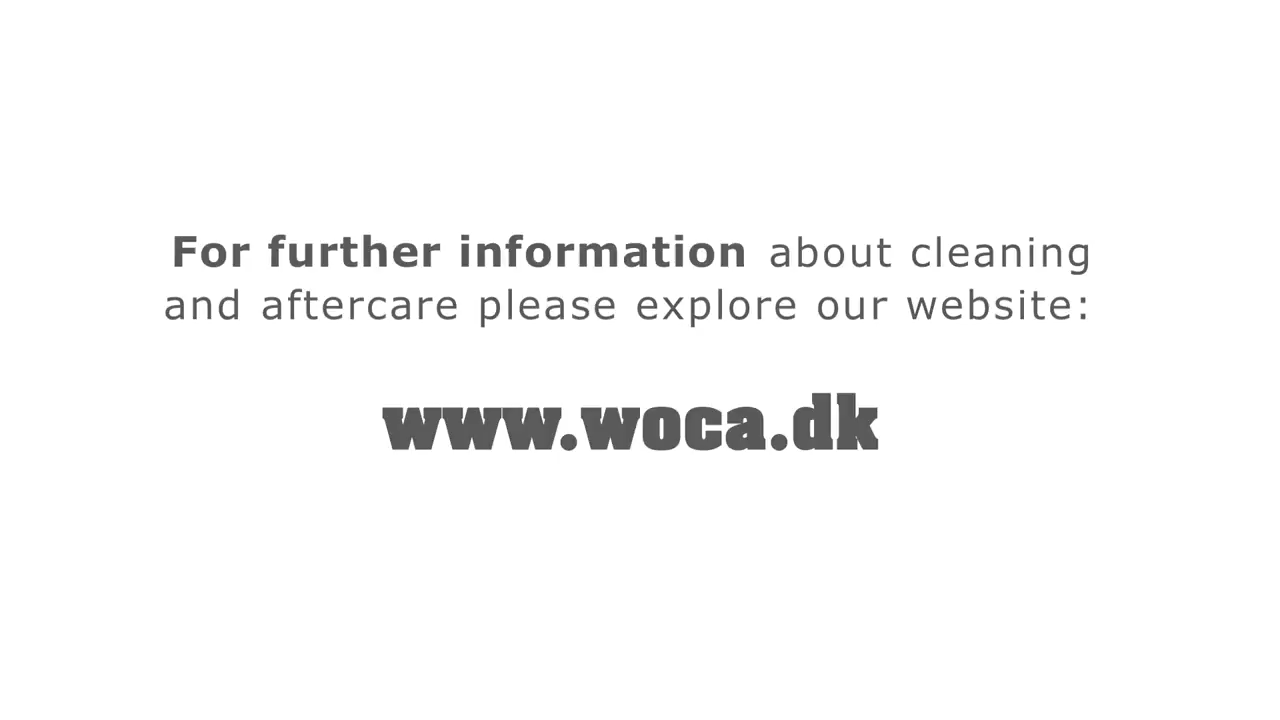 For further information about cleaning
and aftercare please explore our website:
www.woca.dk